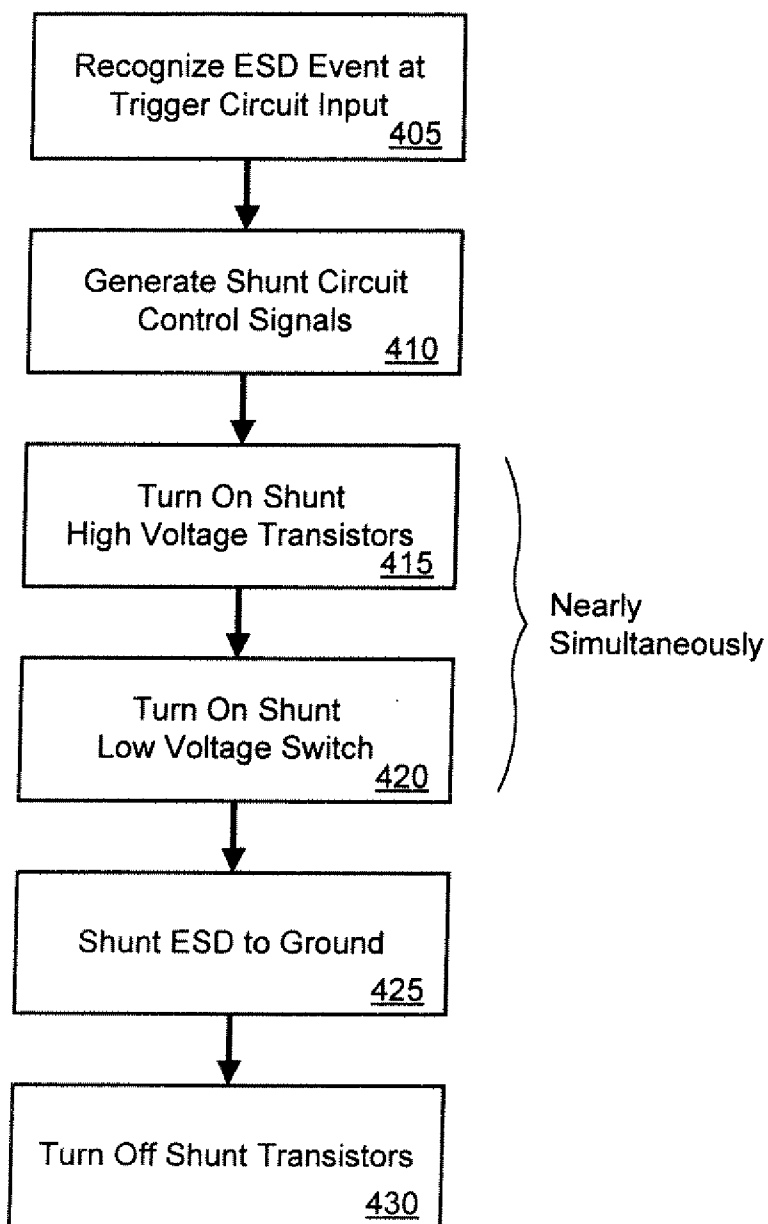 Recognize ESD Event at
Trigger Circuit Input
405
Generate Shunt Circuit
Control Signals
410
Turn On Shunt
High Voltage Transistors
415
Turn On Shunt
Low Voltage Switch
420
Nearly
Simultaneously
Shunt ESD to Ground
425
Turn Off Shunt Transistors
430